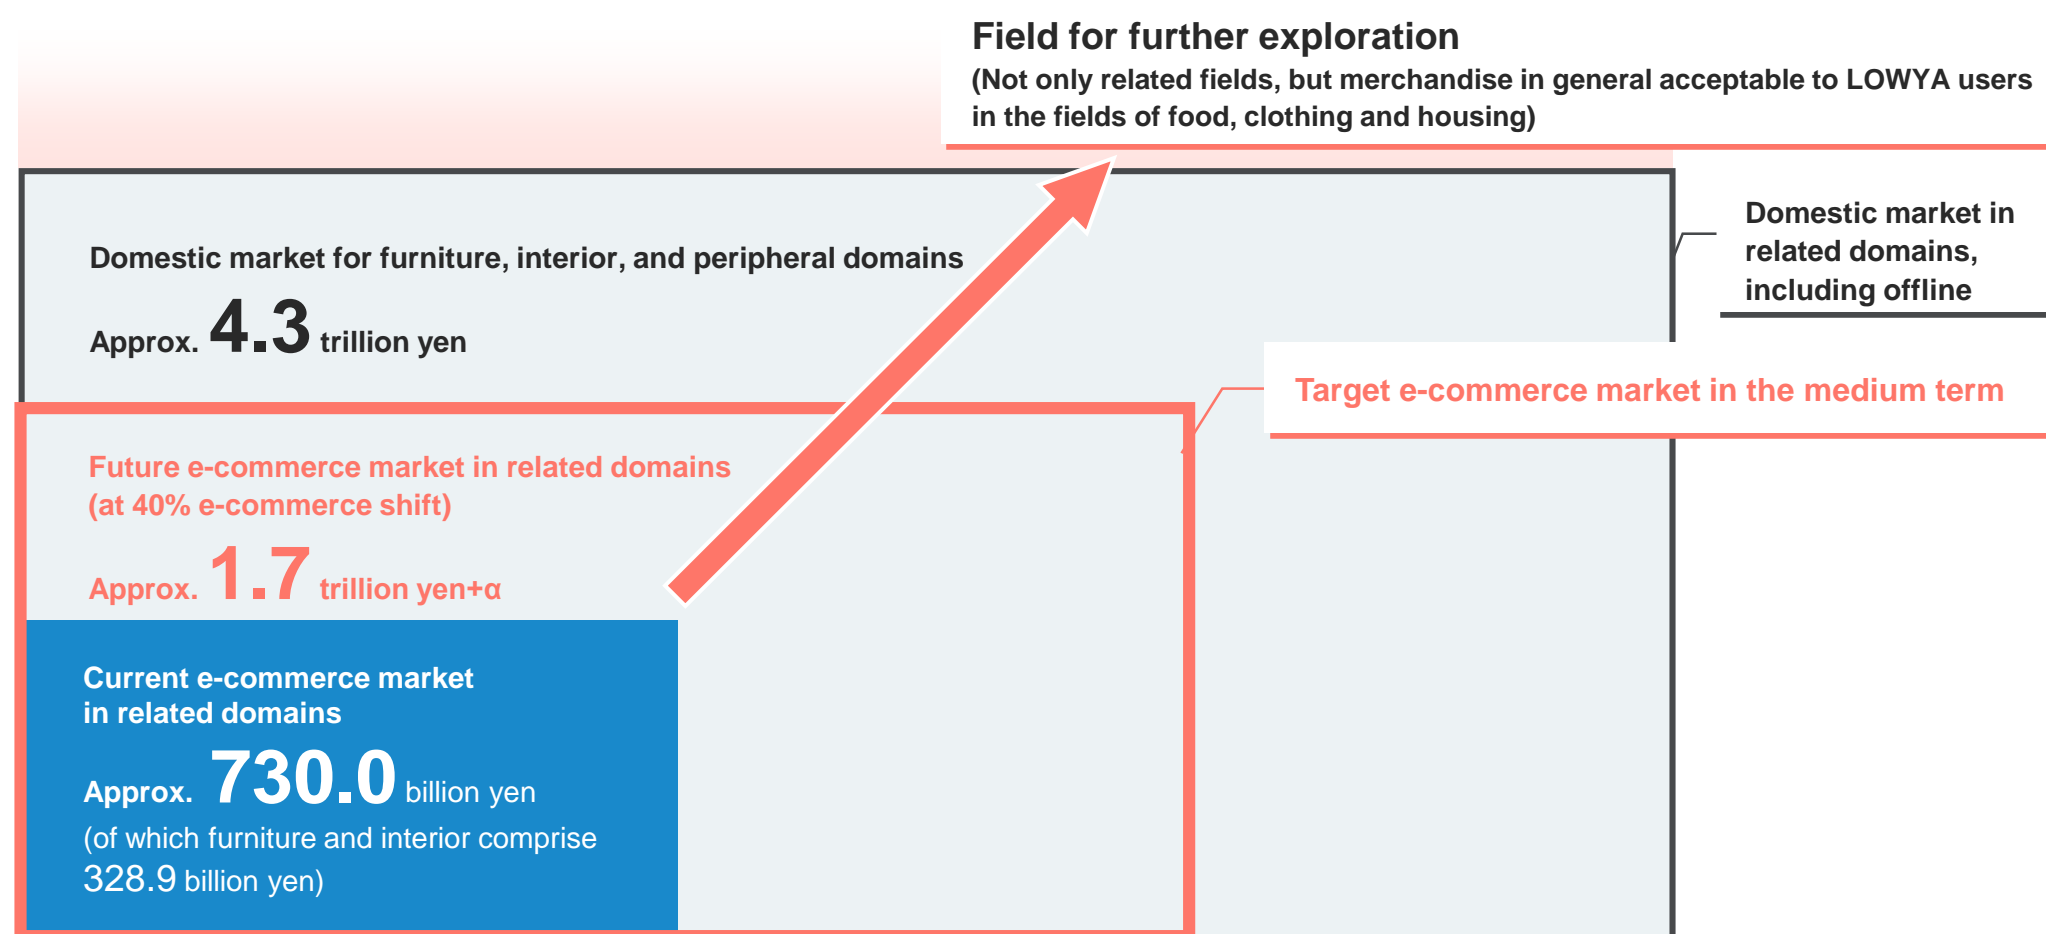 Field for further exploration
(Not only related fields, but merchandise in general acceptable to LOWYA users
in the fields of food, clothing and housing)
Domestic market in
related domains,
including offline
Domestic market for furniture, interior, and peripheral domains
Approx. 4.3 trillion yen
Target e-commerce market in the medium term
Future e-commerce market in related domains
(at 40% e-commerce shift)
Approx. 1.7 trillion yen+α
Current e-commerce market
in related domains
Approx. 730.0 billion yen
(of which furniture and interior comprise
328.9 billion yen)